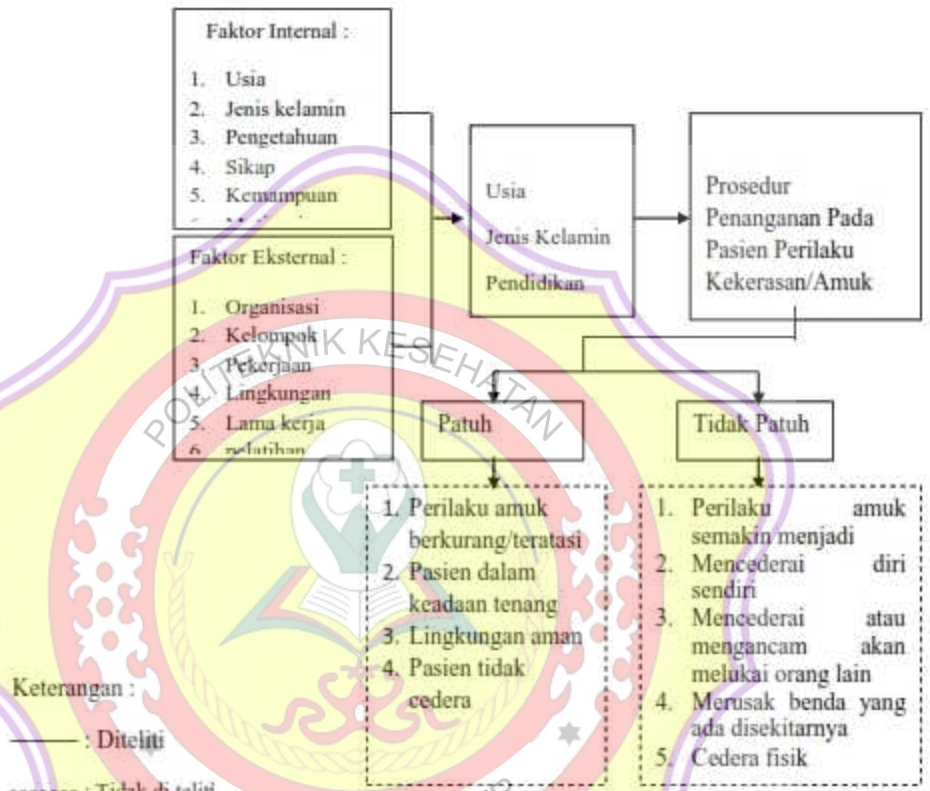 Faktor Internal :
1. Usia
2. Jenis kelamin
3. Pengetahuan
4. Sikap
5. Kemampuan
Faktor Eksternal :
1. Organisasi
2. Kelompok
3. Pekerjaan
4. Lingkungan
5. Lama kerja
6. pelatihan
Usia
Jenis Kelamin
Pendidikan
Prosedur
Penanganan Pada
Pasien Perilaku
Kekerasan/Amuk
Patuh
Tidak Patuh
1. Perilaku amuk
berkurang/teratasi
2. Pasien dalam
keadaan tenang
3. Lingkungan aman
4. Pasien tidak
cedera
1. Perilaku amuk
semakin menjadi
2. Mencederai diri
sendiri
3. Mencederai atau
mengancam akan
melukai orang lain
4. Merusak benda yang
ada disekitarnya
5. Cedera fisik
Keterangan :
: Diteliti
: Tidak di teliti
POLITEKNIK KESEHATAN